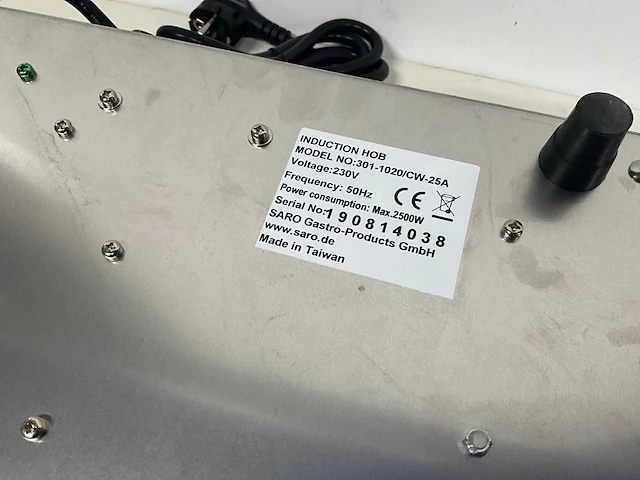 INDUCTION HOB
MODEL NO:301-1020/CW-25A
Voltage:230V
Frequency: 50Hz
CE
Power consumption: Max.2500W
Serial No:190814038
SARO Gastro-Products GmbH
www.saro.de
Made in Taiwan